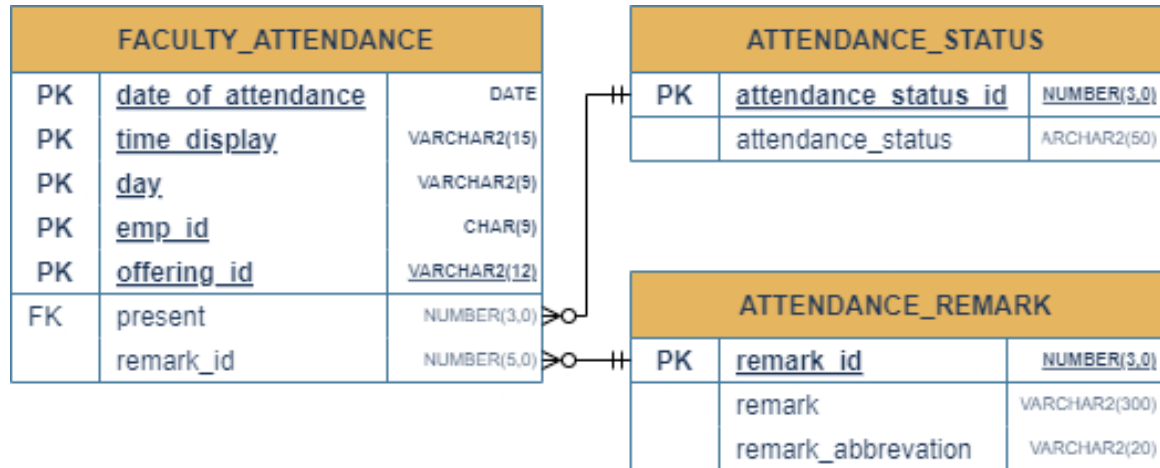 FACULTY_ATTENDANCE
PK date_of_attendance DATE
PK time_display VARCHAR2(15)
PK day VARCHAR2(9)
PK emp_id CHAR(9)
PK offering_id VARCHAR2(12)
FK present NUMBER(3,0)
remark_id NUMBER(5,0)
ATTENDANCE_STATUS
PK attendance_status_id NUMBER(3,0)
attendance_status ARCHAR2(50)
ATTENDANCE_REMARK
PK remark_id NUMBER(3,0)
remark VARCHAR2(300)
remark_abbrevation VARCHAR2(20)